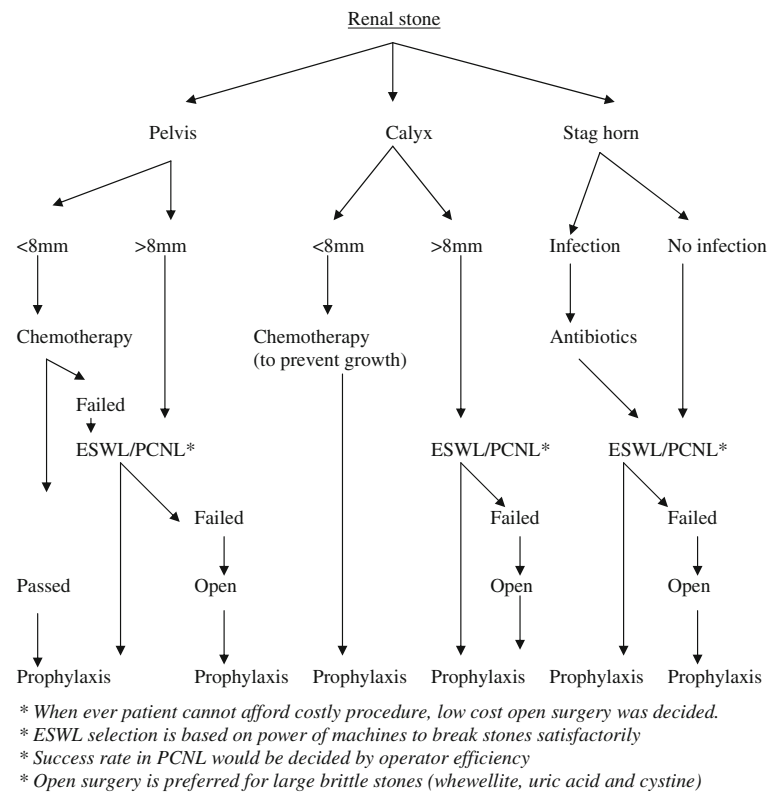 Renal stone
Pelvis Calyx Stag horn
<8mm >8mm <8mm >8mm Infection No infection
Chemotherapy Chemotherapy Antibiotics
(to prevent growth)
Failed
ESWL/PCNL* ESWL/PCNL* ESWL/PCNL*
Failed Failed Failed
Passed Open Open Open
Prophylaxis Prophylaxis Prophylaxis Prophylaxis Prophylaxis Prophylaxis
* When ever patient cannot afford costly procedure, low cost open surgery was decided.
* ESWL selection is based on power of machines to break stones satisfactorily
* Success rate in PCNL would be decided by operator efficiency
* Open surgery is preferred for large brittle stones (whewellite, uric acid and cystine)